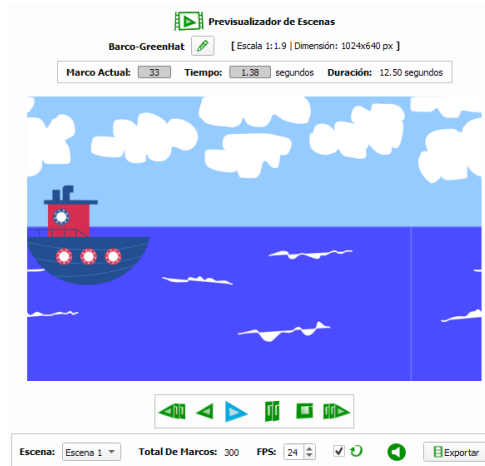 Previsualizador de Escenas
Barco-GreenHat [ Escala 1:1.9 | Dimensión: 1024x640 px ]
Marco Actual: 33 Tiempo: 1.38 segundos Duración: 12.50 segundos
Escena: Escena 1 Total De Marcos: 300 FPS: 24 Exportar